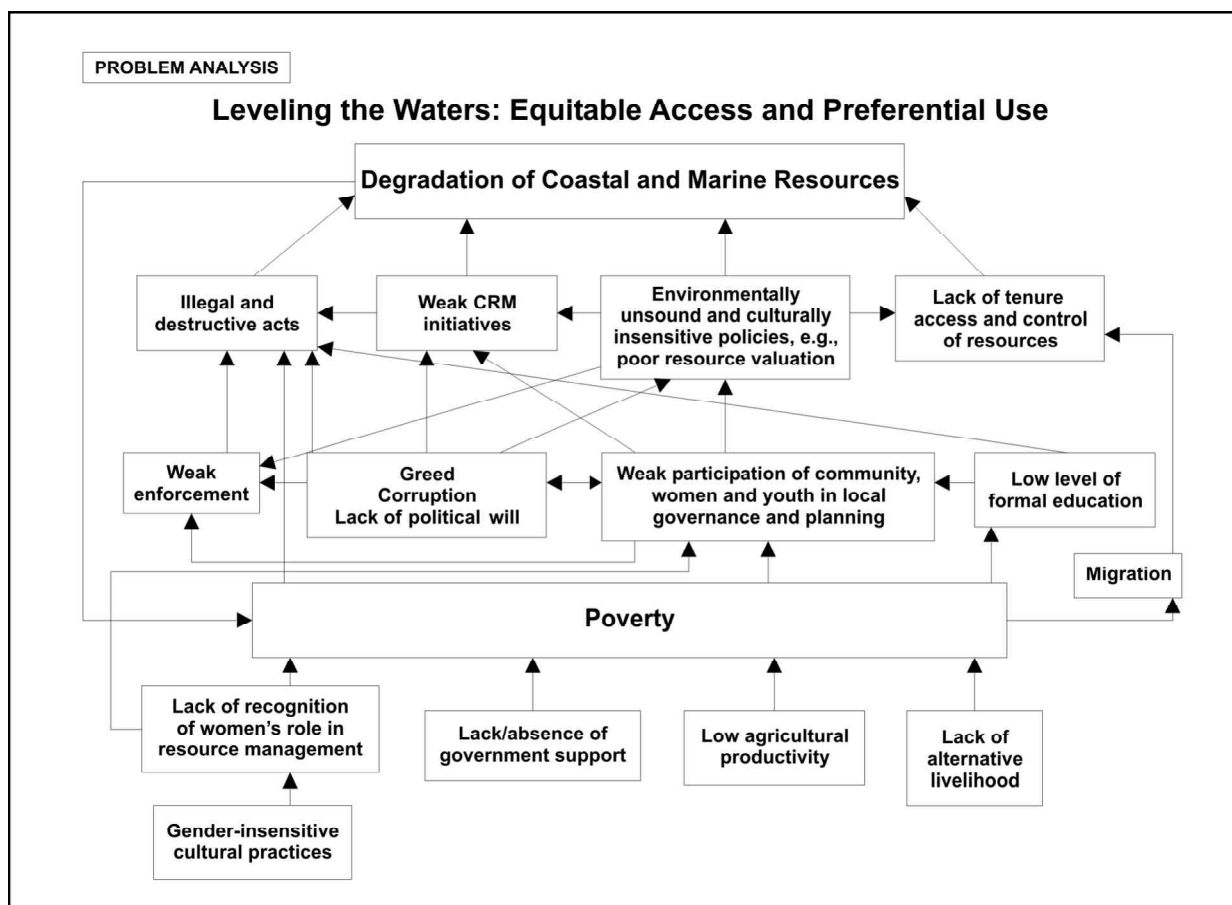 PROBLEM ANALYSIS
Leveling the Waters: Equitable Access and Preferential Use
Degradation of Coastal and Marine Resources
Illegal and
destructive acts
Weak CRM
initiatives
Environmentally
unsound and culturally
insensitive policies, e.g.,
poor resource valuation
Lack of tenure
access and control
of resources
Weak
enforcement
Greed
Corruption
Lack of political will
Weak participation of community,
women and youth in local
governance and planning
Low level of
formal education
Migration
Poverty
Lack of recognition
of women’s role in
resource management
Lack/absence of
government support
Low agricultural
productivity
Lack of
alternative
livelihood
Gender-insensitive
cultural practices